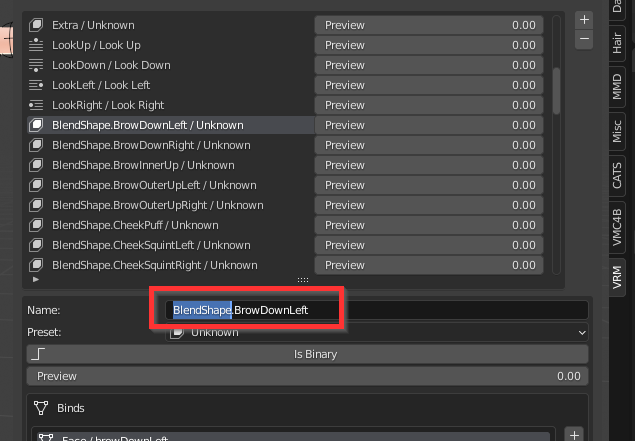 Extra / Unknown Preview 0.00
LookUp / Look Up Preview 0.00
LookDown / Look Down Preview 0.00
LookLeft / Look Left Preview 0.00
LookRight / Look Right Preview 0.00
BlendShape.BrowDownLeft / Unknown Preview 0.00
BlendShape.BrowDownRight / Unknown Preview 0.00
BlendShape.BrowInnerUp / Unknown Preview 0.00
BlendShape.BrowOuterUpLeft / Unknown Preview 0.00
BlendShape.BrowOuterUpRight / Unknown Preview 0.00
BlendShape.CheekPuff / Unknown Preview 0.00
BlendShape.CheekSquintLeft / Unknown Preview 0.00
BlendShape.CheekSquintRight / Unknown Preview 0.00
Name: BlendShape.BrowDownLeft
Preset: Unknown
Is Binary
Preview 0.00
Binds
Face / browDownLeft
Hair
MMD
Misc
CATS
VMC4B
VRM